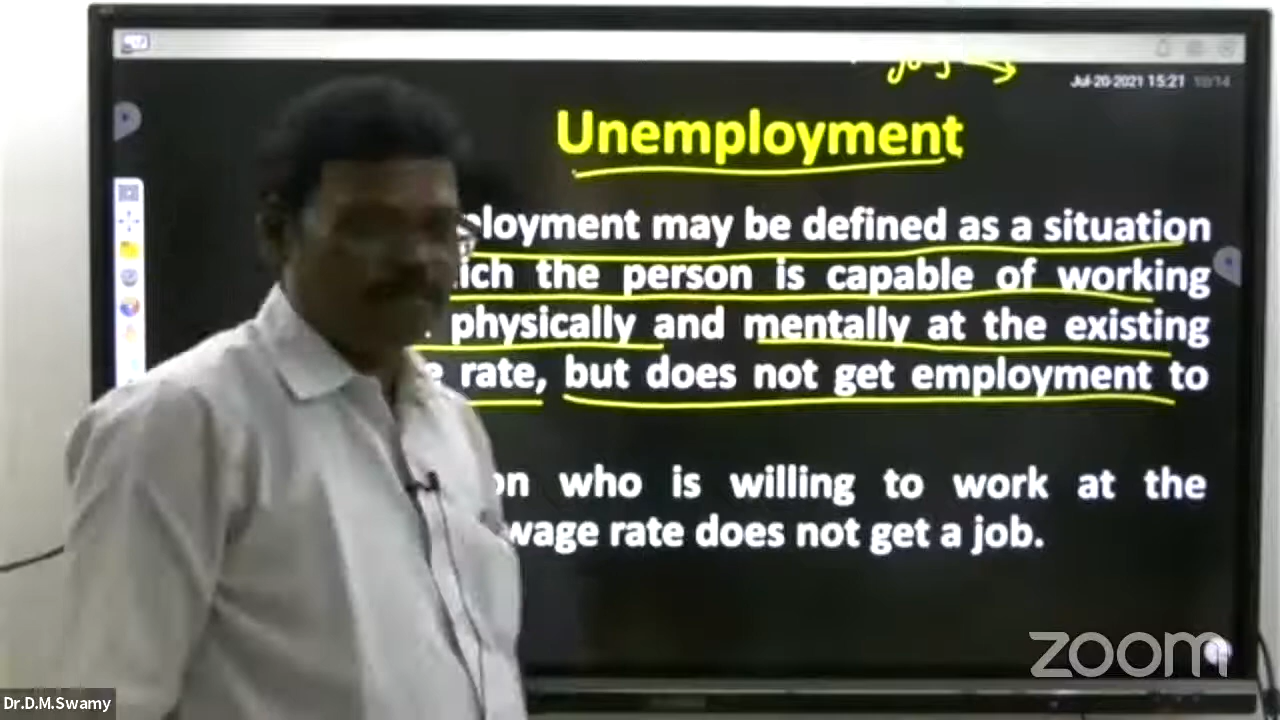 Jul-20-2021 15:21 10/14
Unemployment
ployment may be defined as a situation
ich the person is capable of working
physically and mentally at the existing
e rate, but does not get employment to
on who is willing to work at the
wage rate does not get a job.
zoom
Dr.D.M.Swamy